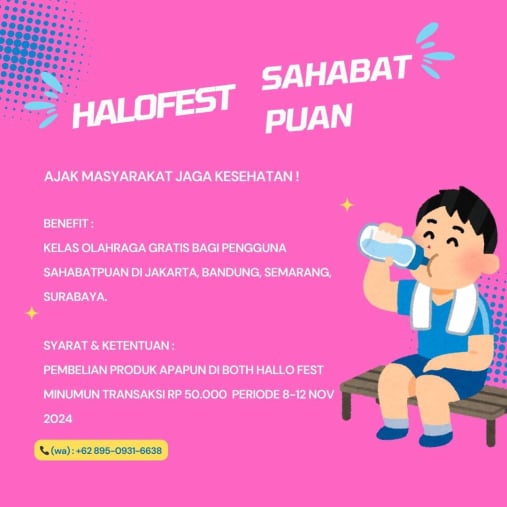 HALOFEST SAHABAT
PUAN
AJAK MASYARAKAT JAGA KESEHATAN !
BENEFIT :
KELAS OLAHRAGA GRATIS BAGI PENGGUNA
SAHABATPUAN DI JAKARTA, BANDUNG, SEMARANG,
SURABAYA.
SYARAT & KETENTUAN :
PEMBELIAN PRODUK APAPUN DI BOTH HALLO FEST
MINUMUN TRANSAKSI RP 50.000 PERIODE 8-12 NOV
2024
(wa) : +62 895-0931-6638